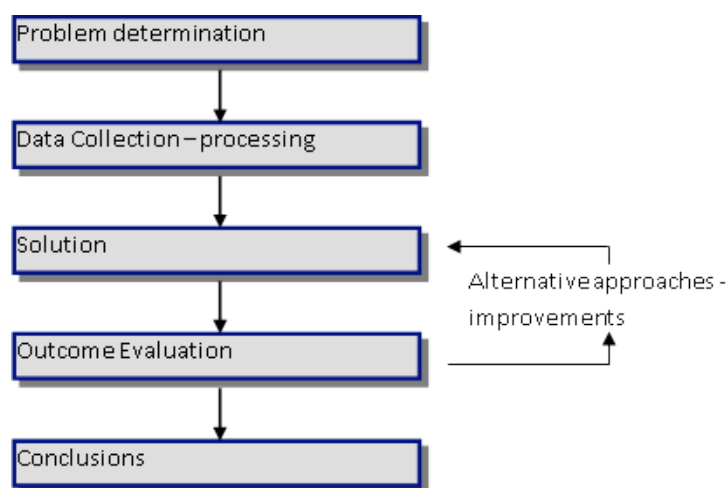 Problem determination
Data Collection – processing
Solution
Alternative approaches -
improvements
Outcome Evaluation
Conclusions